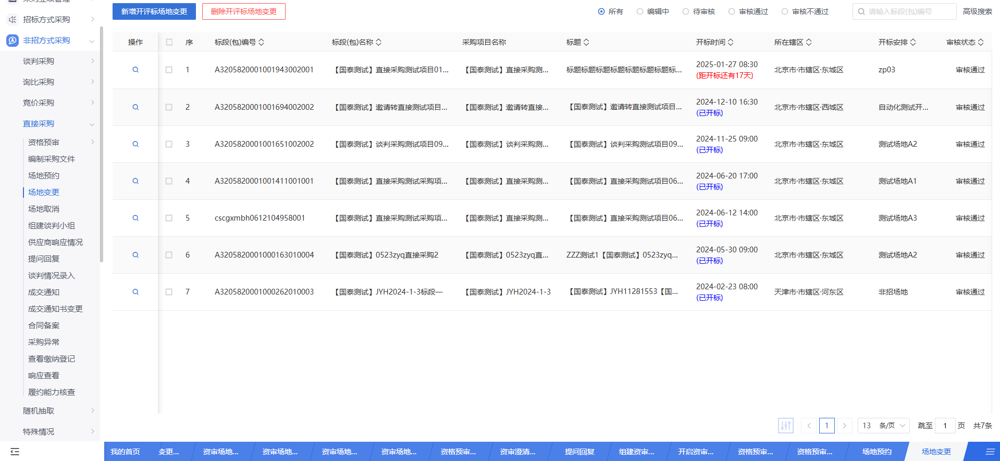 招标方式采购
非招方式采购
谈判采购
询比采购
竞价采购
直接采购
资格预审
编制采购文件
场地预约
场地变更
场地取消
组建谈判小组
供应商响应情况
提问回复
谈判情况录入
成交通知
成交通知书变更
合同备案
采购异常
查看缴纳登记
响应查看
履约能力核查
随机抽取
特殊情况
新增开评标场地变更 删除开评标场地变更 所有 编辑中 待审核 审核通过 审核不通过 请输入标段(包)编号 高级搜索
操作 序 标段(包)编号 标段(包)名称 采购项目名称 标题 开标时间 所在辖区 开标安排 审核状态
1 A3205820001001943002001 【国泰测试】直接采购测试项目01... 【国泰测试】直接采购测... 标题标题标题标题标题标题标题标... 2025-01-27 08:30 北京市·市辖区·东城区 zp03 审核通过
(距开标还有17天)
2 A3205820001001694002002 【国泰测试】邀请转直接测试项目... 【国泰测试】邀请转直接... 【国泰测试】邀请转直接测试项目... 2024-12-10 16:30 北京市·市辖区·西城区 自动化测试开... 审核通过
(已开标)
3 A3205820001001651002002 【国泰测试】谈判采购测试项目09... 【国泰测试】谈判采购测... 【国泰测试】谈判采购测试项目09... 2024-11-25 09:00 北京市·市辖区·东城区 测试场地A2 审核通过
(已开标)
4 A3205820001001411001001 【国泰测试】直接采购测试采购项... 【国泰测试】直接采购测... 【国泰测试】直接采购测试项目06... 2024-06-20 17:00 北京市·市辖区·东城区 测试场地A1 审核通过
(已开标)
5 cscgxmbh0612104958001 【国泰测试】直接采购测试采购项... 【国泰测试】直接采购测... 【国泰测试】直接采购测试项目06... 2024-06-12 14:00 北京市·市辖区·东城区 测试场地A3 审核通过
(已开标)
6 A3205820001000163010004 【国泰测试】0523zyq直接采购2 【国泰测试】0523zyq直... ZZZ测试1【国泰测试】0523zyq... 2024-05-30 09:00 北京市·市辖区·东城区 测试场地A2 审核通过
(已开标)
7 A3205820001000262010003 【国泰测试】JYH2024-1-3标段一 【国泰测试】JYH2024-1-3 【国泰测试】JYH11281553【国... 2024-02-23 08:00 天津市·市辖区·河东区 非招场地 审核通过
(已开标)
1 13 条/页 跳至 1 页 共7条
我的首页 变更... 资审场地... 资审场地... 资审场地... 资审场地... 资格预审... 资审澄清... 提问回复 组建资审... 开启资审... 资格预审... 资格预审... 场地预约 场地变更